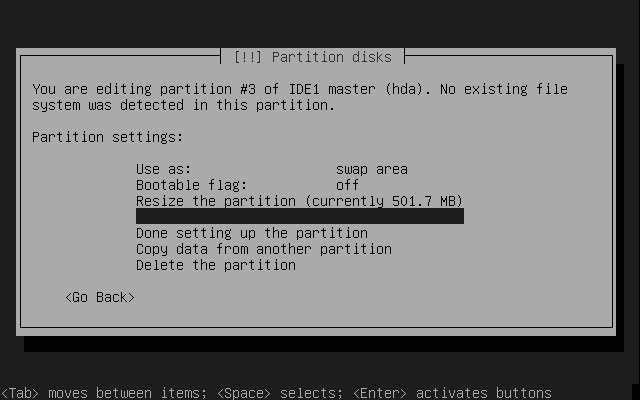 [!!] Partition disks
You are editing partition #3 of IDE1 master (hda). No existing file
system was detected in this partition.
Partition settings:
Use as: swap area
Bootable flag: off
Resize the partition (currently 501.7 MB)
Done setting up the partition
Copy data from another partition
Delete the partition
<Go Back>
<Tab> moves between items; <Space> selects; <Enter> activates buttons